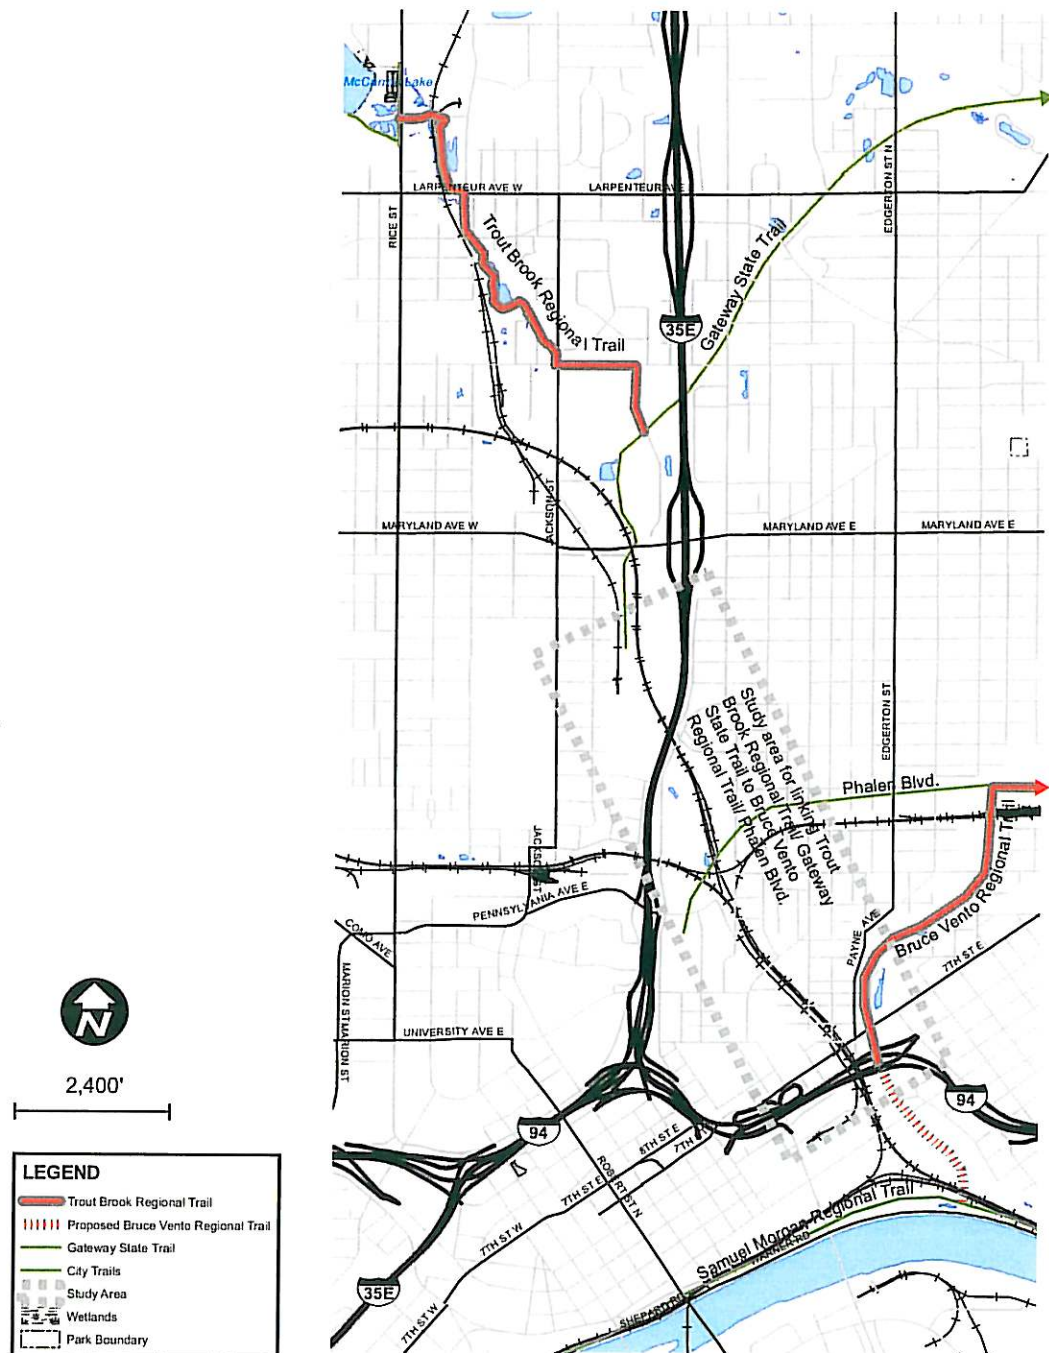 McCarrons Lake
LARPENTEUR AVE W
LARPENTEUR AVE
EDGERTON ST N
RICE ST
Trout Brook Regional Trail
Gateway State Trail
35E
JACKSON ST
MARYLAND AVE W
MARYLAND AVE E
MARYLAND AVE E
Study area for linking Trout
Brook Regional Trail/ Gateway
State Trail to Bruce Vento
Regional Trail/ Phalen Blvd.
EDGERTON ST
Phalen Blvd.
JACKSON ST
PENNSYLVANIA AVE E
COMO AVE
PAYNE AVE
Bruce Vento Regional Trail
7TH ST E
MARION ST
MARION ST
UNIVERSITY AVE E
N
2,400'
94
94
8TH ST E
7TH
7TH ST E
ROBERT ST N
7TH ST W
Samuel Morgan Regional Trail
WARNER RD
SHEPARD RD
35E
7TH ST W
LEGEND
Trout Brook Regional Trail
Proposed Bruce Vento Regional Trail
Gateway State Trail
City Trails
Study Area
Wetlands
Park Boundary